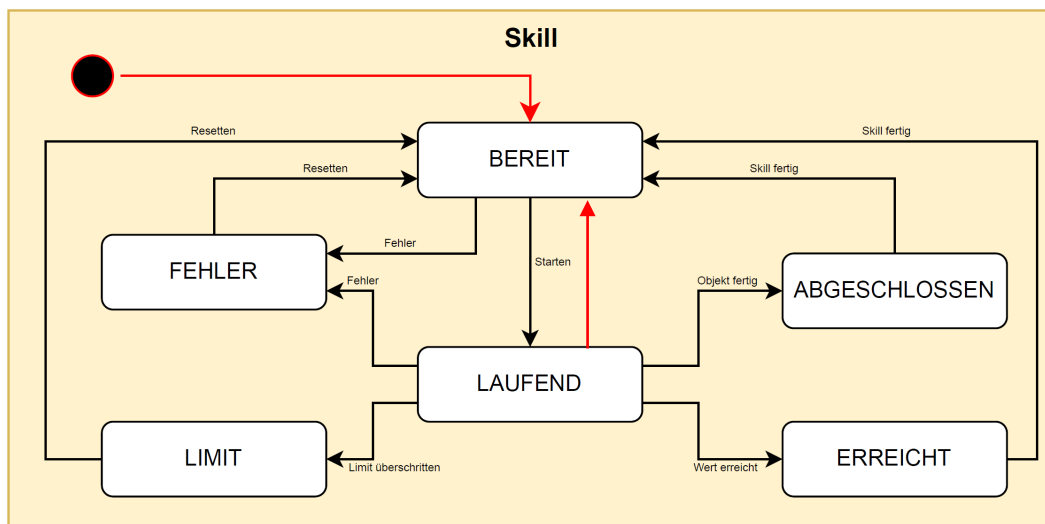 Skill
Resetten
Skill fertig
BEREIT
Resetten
Skill fertig
Fehler
FEHLER
Starten
Fehler
Objekt fertig
ABGESCHLOSSEN
LAUFEND
LIMIT
Limit überschritten
Wert erreicht
ERREICHT